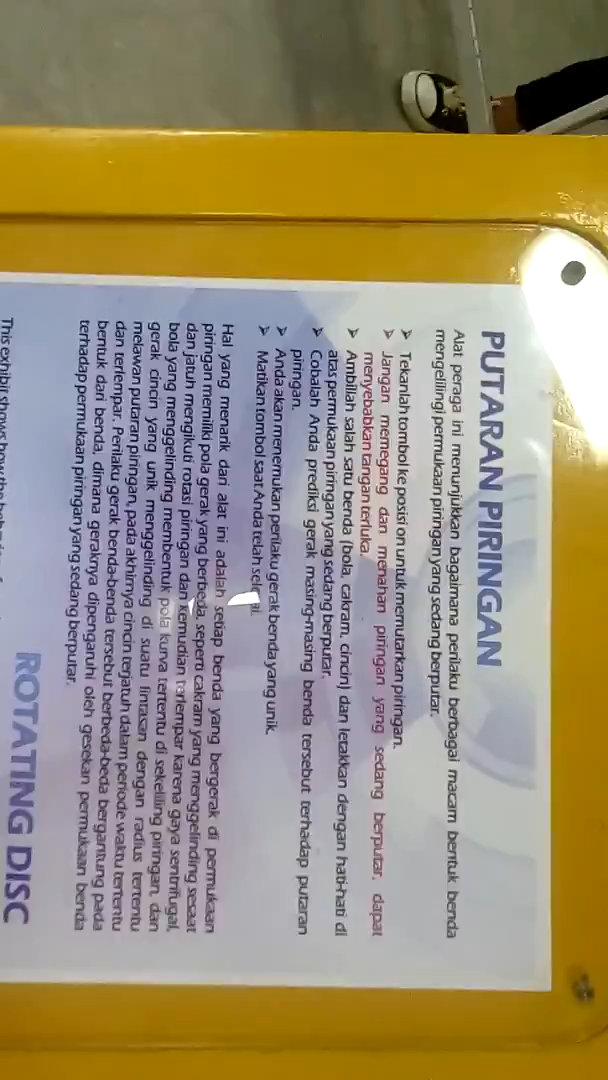 PUTARAN PIRINGAN
Alat peraga ini menunjukkan bagaimana perilaku berbagai macam bentuk benda
mengelilingi permukaan piringan yang sedang berputar.
➤ Tekanlah tombol ke posisi on untuk memutarkan piringan.
➤ Jangan memegang dan menahan piringan yang sedang berputar, dapat
menyebabkan tangan terluka.
➤ Ambillah salah satu benda (bola, cakram, cincin) dan letakkan dengan hati-hati di
atas permukaan piringan yang sedang berputar.
➤ Cobalah Anda prediksi gerak masing-masing benda tersebut terhadap putaran
piringan.
➤ Anda akan menemukan perilaku gerak benda yang unik.
➤ Matikan tombol saat Anda telah selesai.
Hal yang menarik dari alat ini adalah setiap benda yang bergerak di permukaan
piringan memiliki pola gerak yang berbeda, seperti cakram yang menggelinding sesaat
dan jatuh mengikuti rotasi piringan dan kemudian terlempar karena gaya sentrifugal,
bola yang menggelinding membentuk pola kurva tertentu di sekeliling piringan, dan
gerak cincin yang unik menggelinding di suatu lintasan dengan radius tertentu
melawan putaran piringan, pada akhirnya cincin terjatuh dalam periode waktu tertentu
dan terlempar. Perilaku gerak benda-benda tersebut berbeda-beda bergantung pada
bentuk dari benda, dimana geraknya dipengaruhi oleh gesekan permukaan benda
terhadap permukaan piringan yang sedang berputar.
ROTATING DISC
This exhibit shows how the